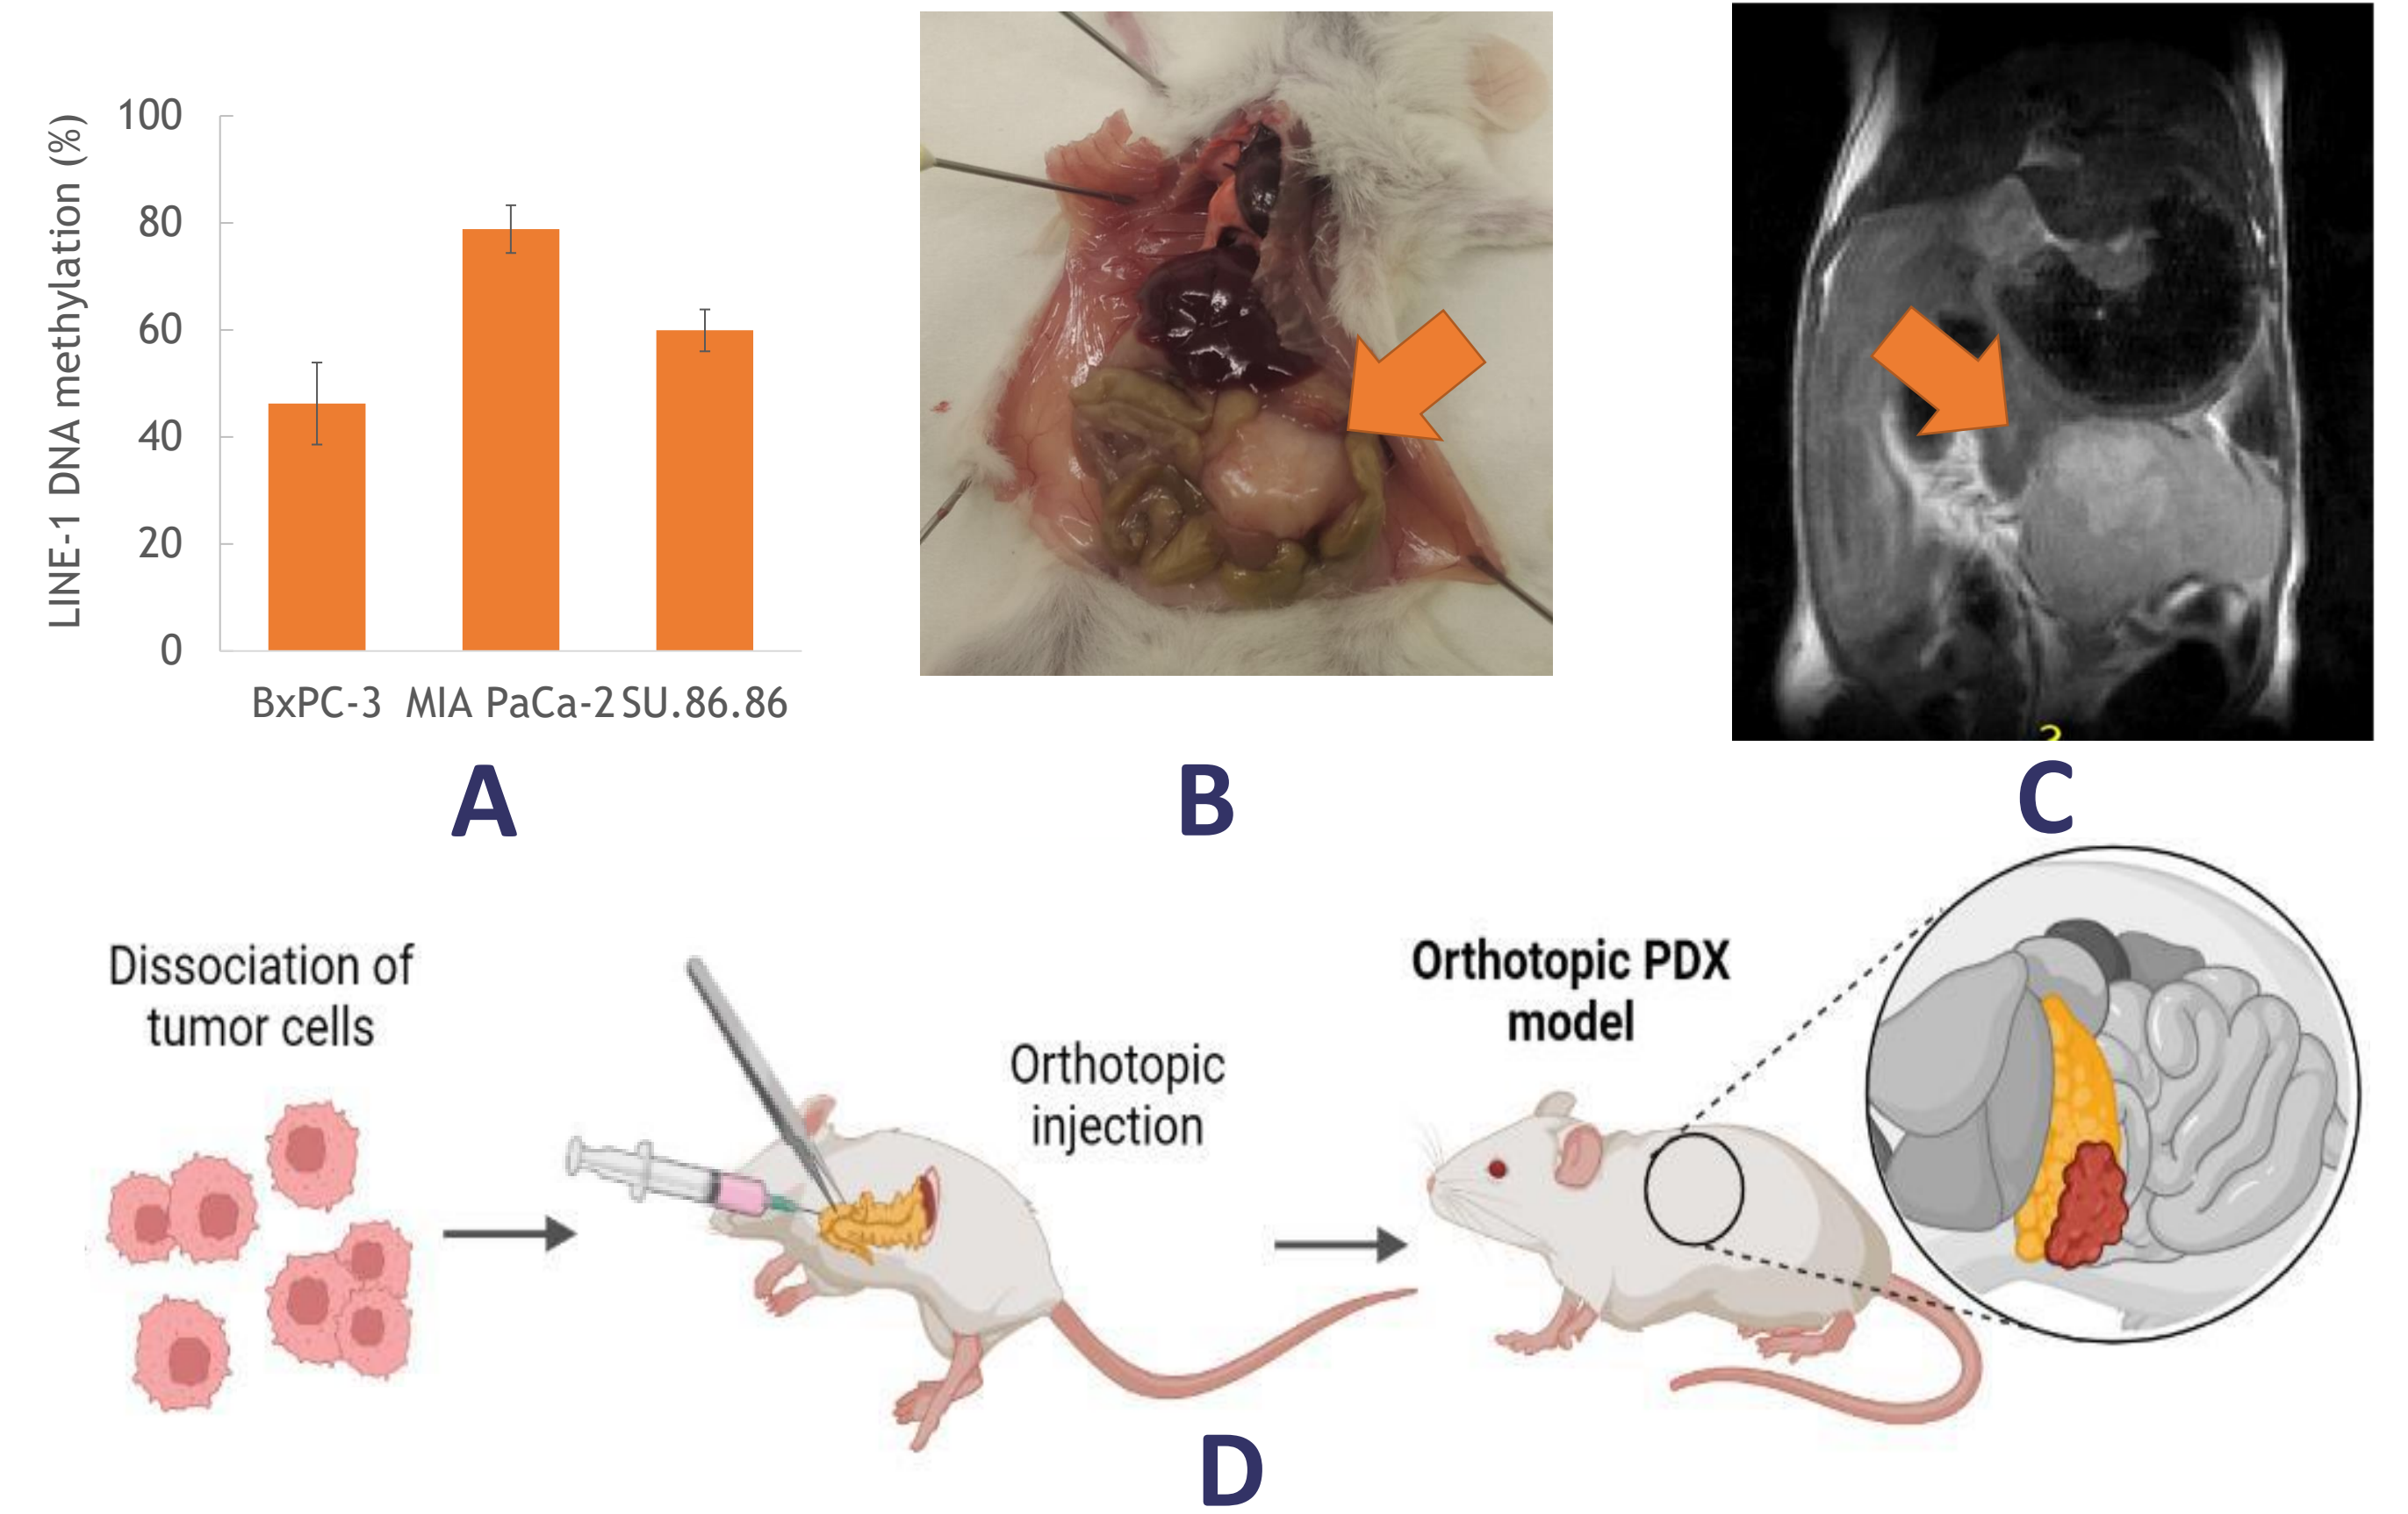 LINE-1 DNA methylation (%)
100
80
60
40
20
0
BxPC-3 MIA PaCa-2 SU.86.86
A
B
C
Dissociation of
tumor cells
Orthotopic
injection
Orthotopic PDX
model
D